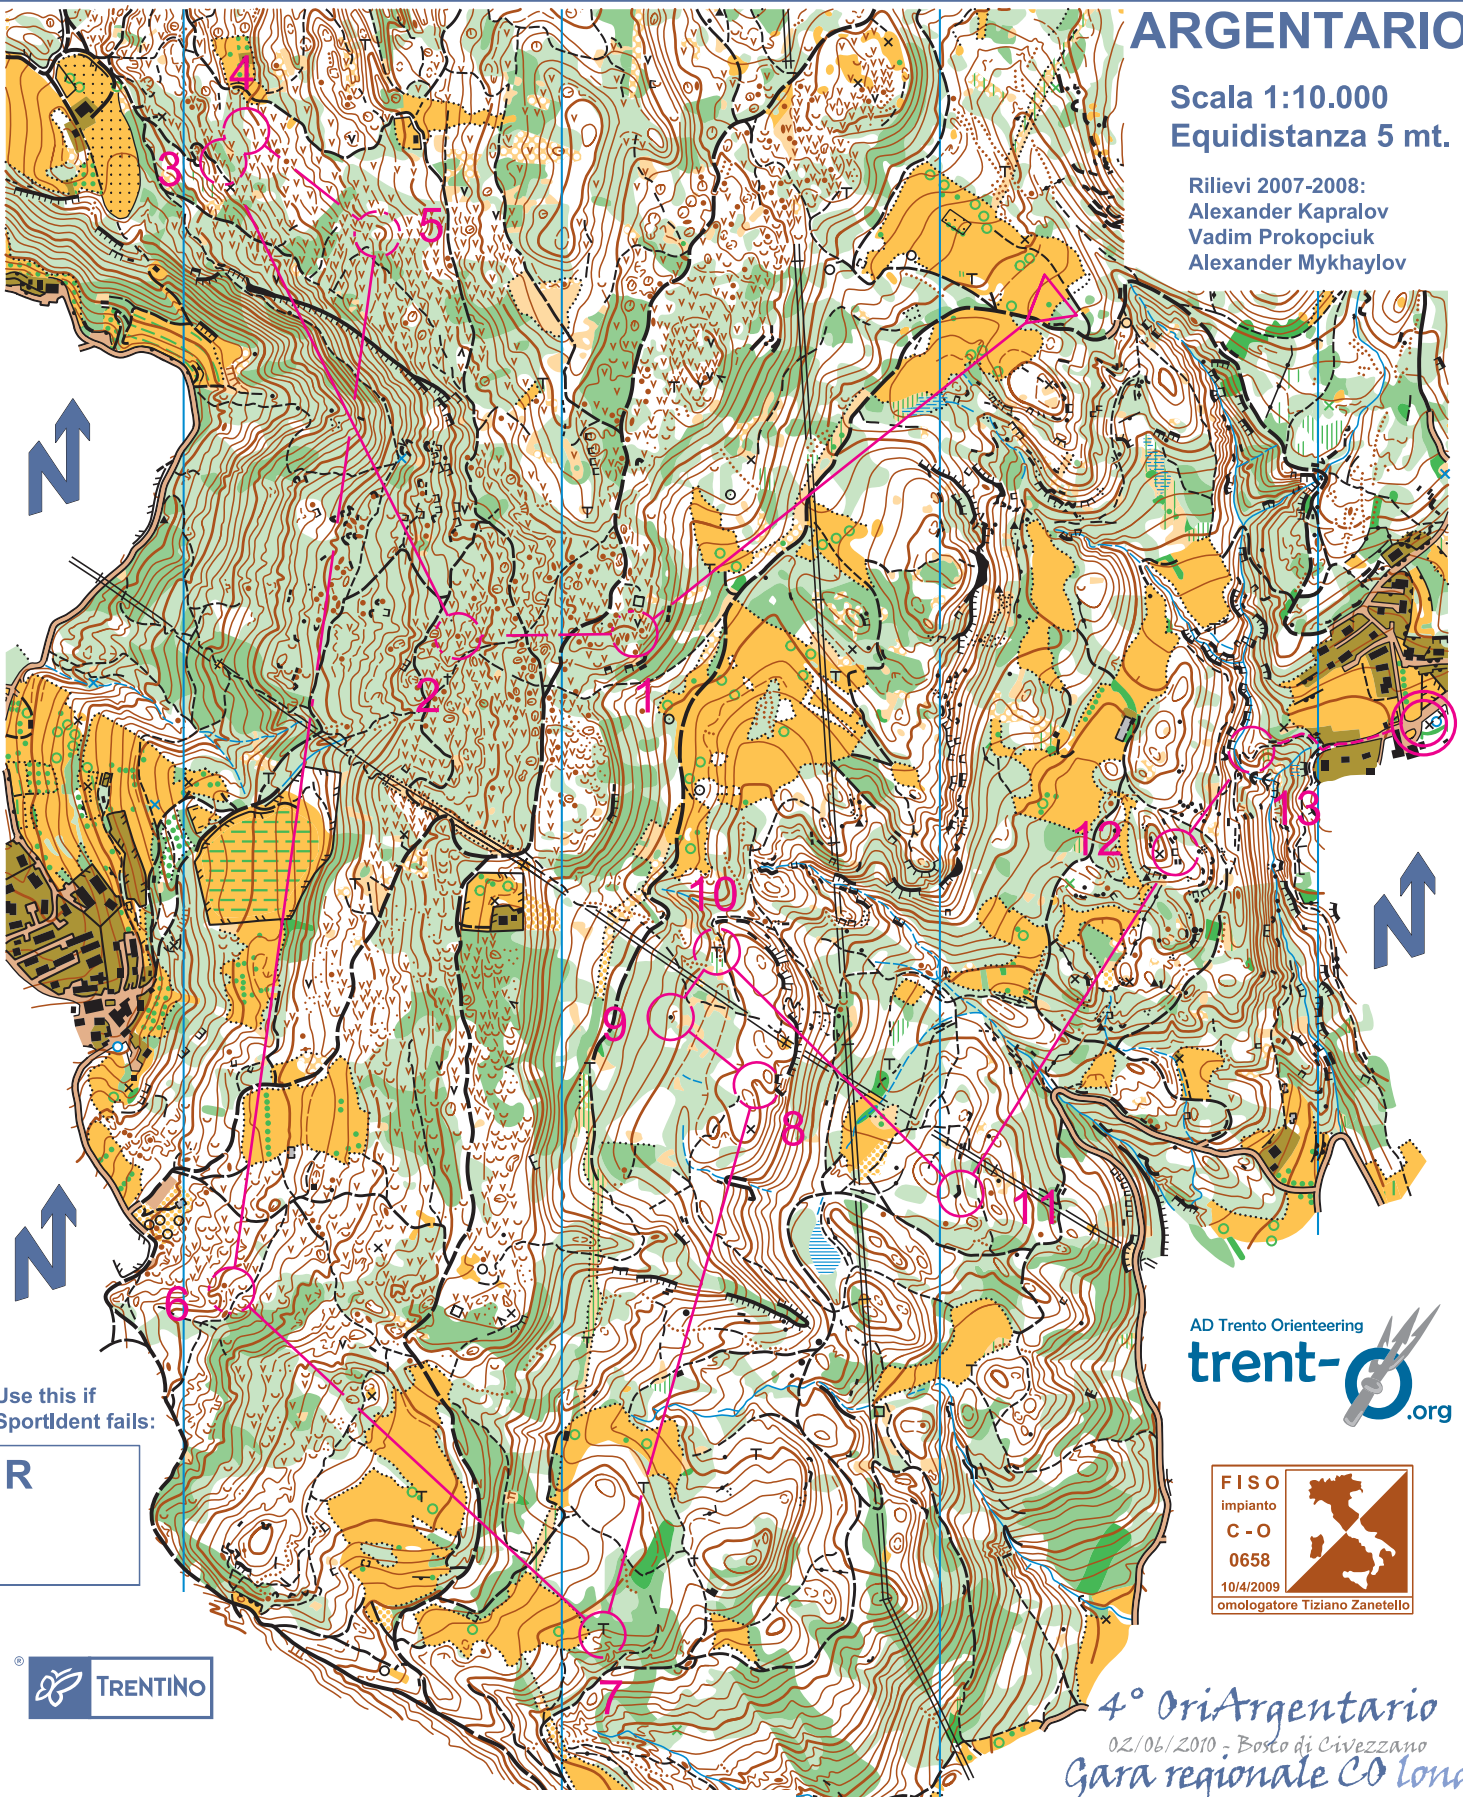 ARGENTARIO
Scala 1:10.000
Equidistanza 5 mt.
Rilievi 2007-2008:
Alexander Kapralov
Vadim Prokopciuk
Alexander Mykhaylov
4
3
5
N
2
1
12
13
10
N
9
8
11
N
6
7
AD Trento Orienteering
trent-O
.org
Use this if
SportIdent fails:
R
FISO
impianto
C-O
0658
10/4/2009
omologatore Tiziano Zanetello
® TRENTINO
4° OriArgentario
02/06/2010 - Bosco di Civezzano
Gara regionale CO long